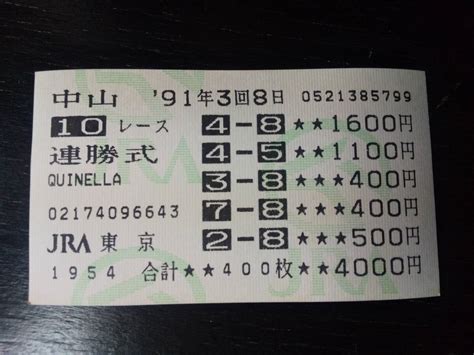 中山 '91年3回8日 0521385799
10 レース 4-8 ★★1600円
連勝式 4-5 ★★1100円
QUINELLA 3-8 ★★★400円
02174096643 7-8 ★★★400円
JRA 東京 2-8 ★★★500円
1954 合計★★400枚★★4000円
JRA
JRA